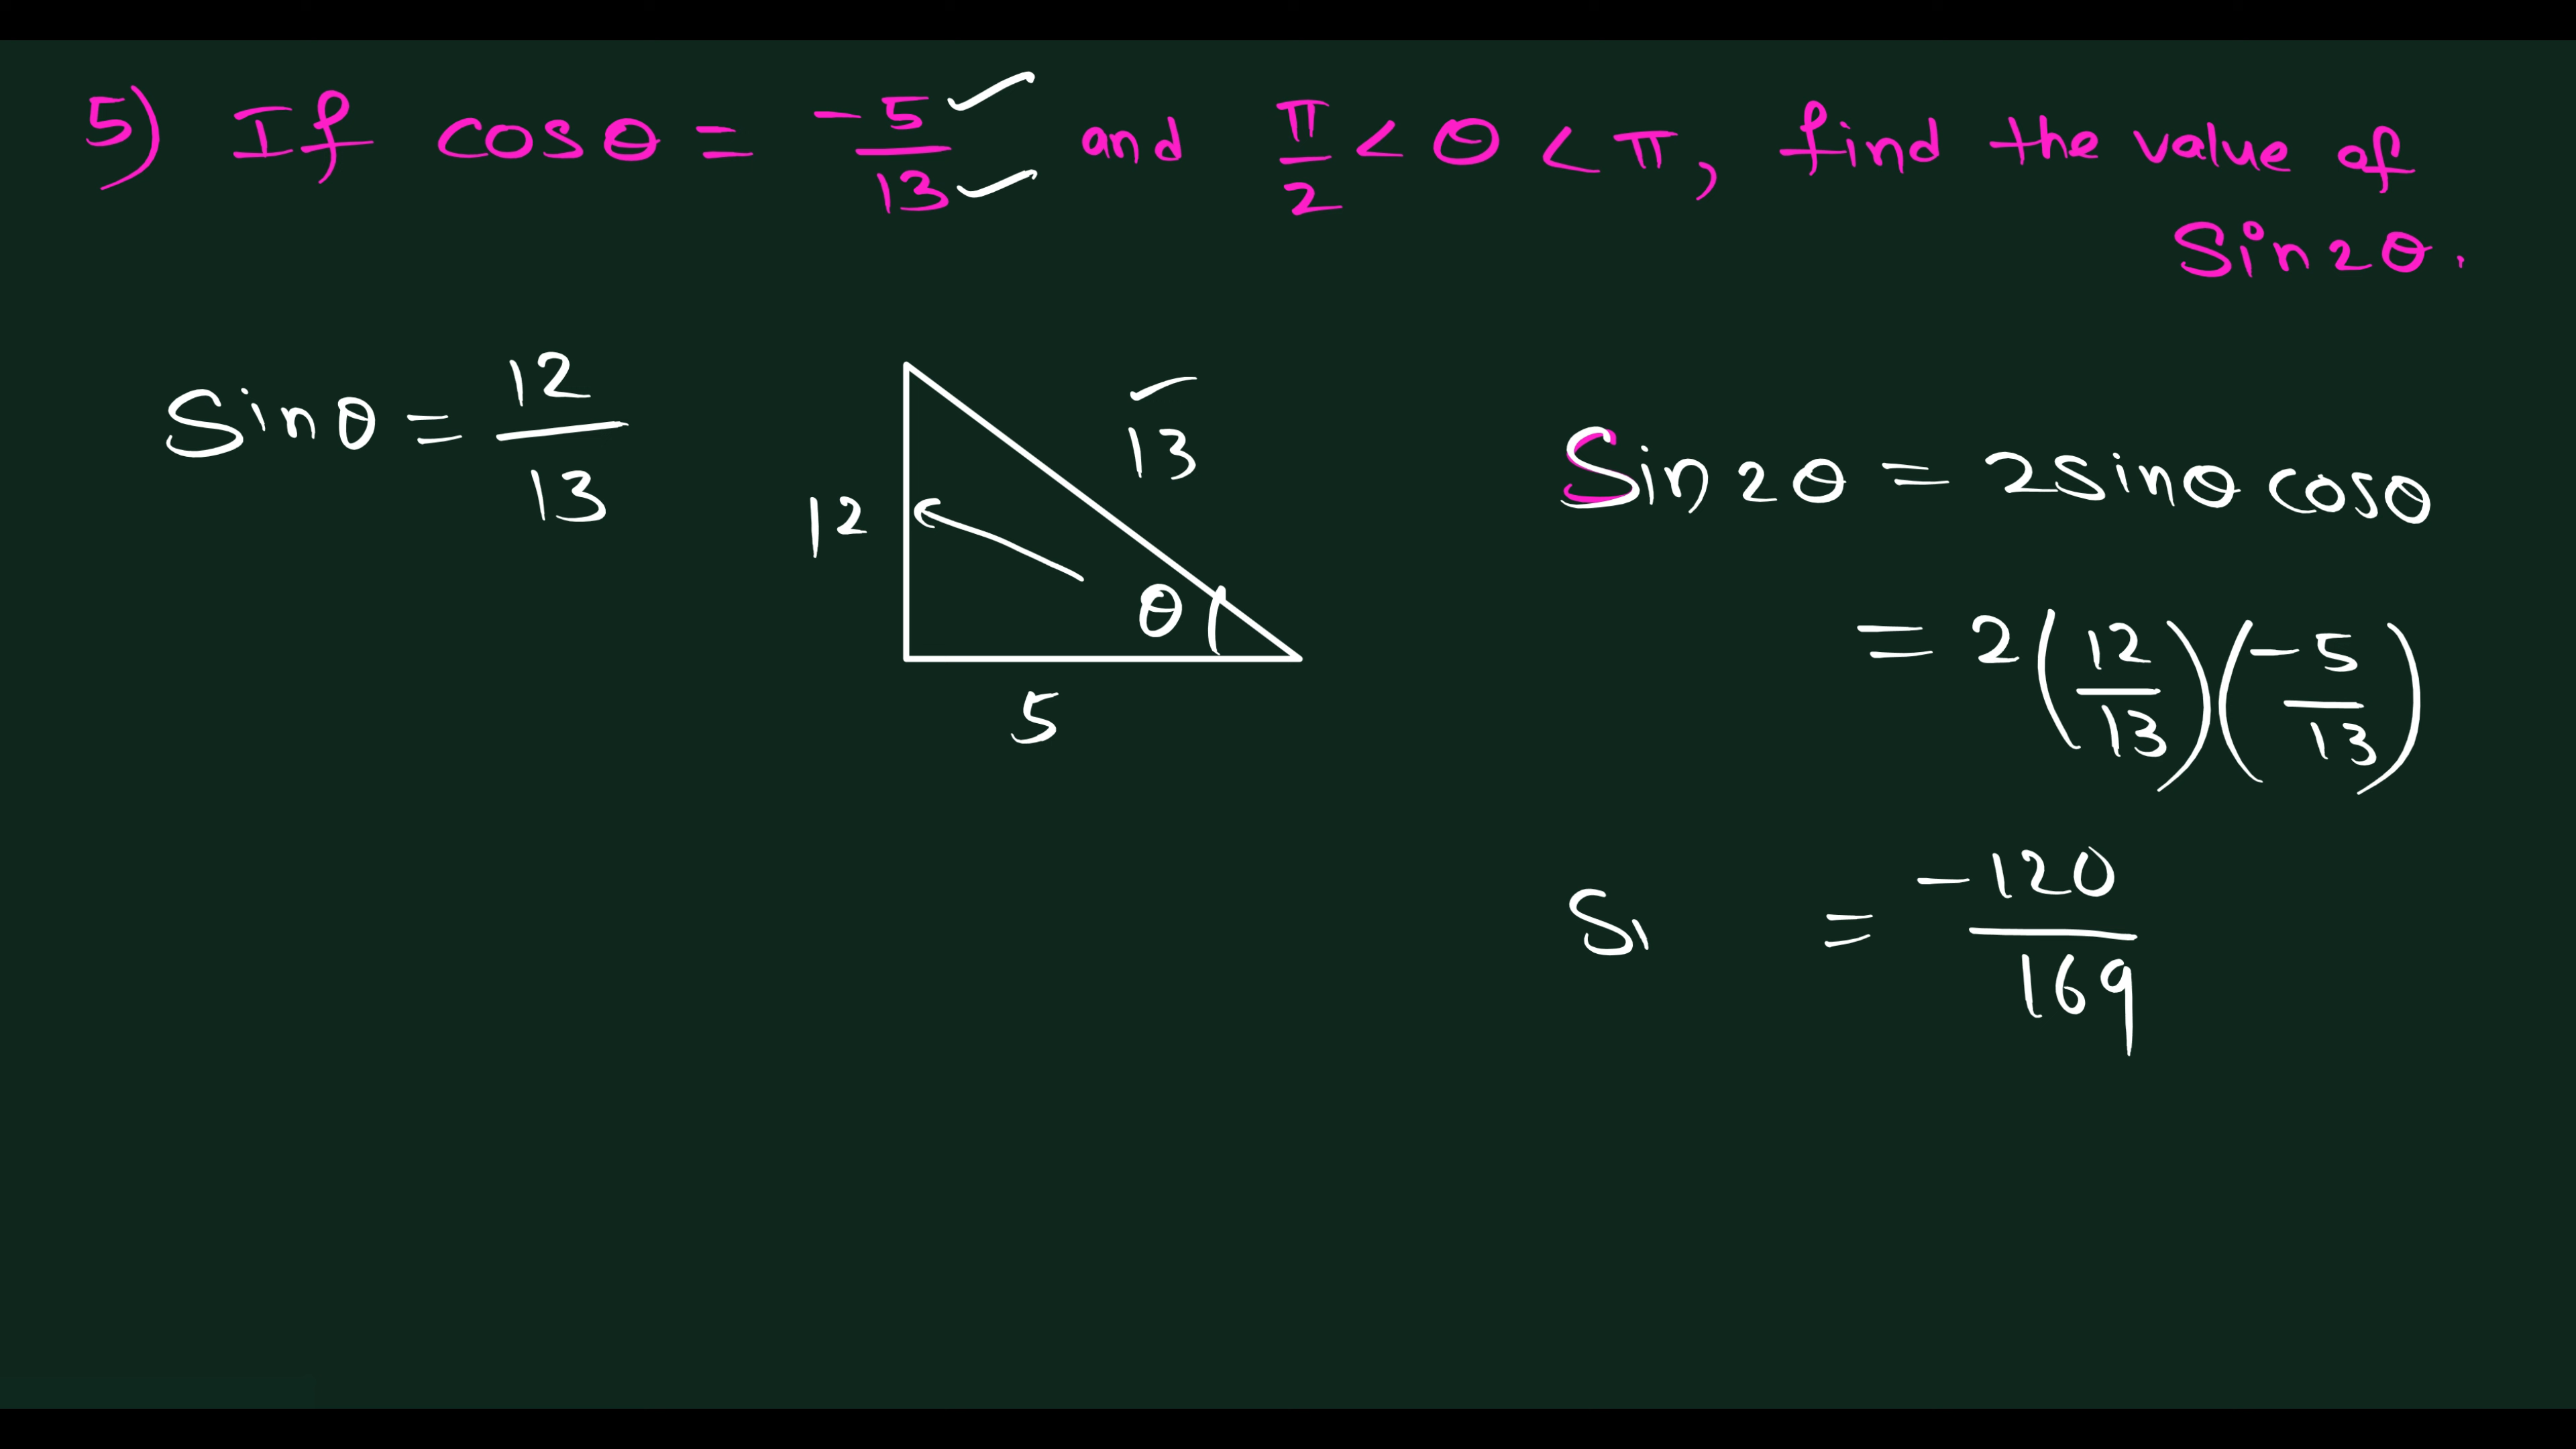 5) If cosθ = -5/13 and π/2 < θ < π, find the value of
sin2θ.
Sinθ = 12/13
13
12
θ
5
Sin2θ = 2sinθ cosθ
= 2(12/13)(-5/13)
Si = -120/169